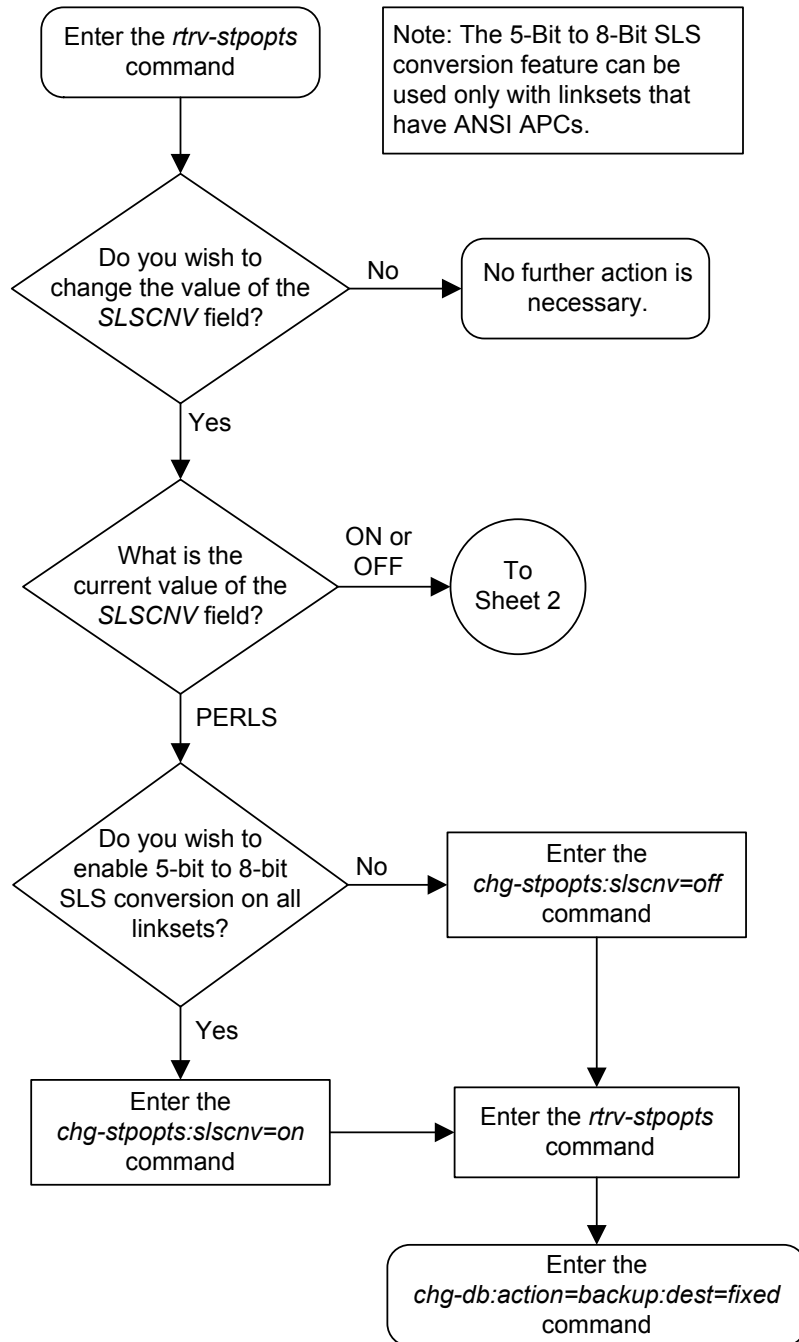 Enter the rtrv-stpopts
command
Note: The 5-Bit to 8-Bit SLS
conversion feature can be
used only with linksets that
have ANSI APCs.
Do you wish to
change the value of the
SLSCNV field?
No
No further action is
necessary.
Yes
What is the
current value of the
SLSCNV field?
ON or
OFF
To
Sheet 2
PERLS
Do you wish to
enable 5-bit to 8-bit
SLS conversion on all
linksets?
No
Enter the
chg-stpopts:slscnv=off
command
Yes
Enter the
chg-stpopts:slscnv=on
command
Enter the rtrv-stpopts
command
Enter the
chg-db:action=backup:dest=fixed
command